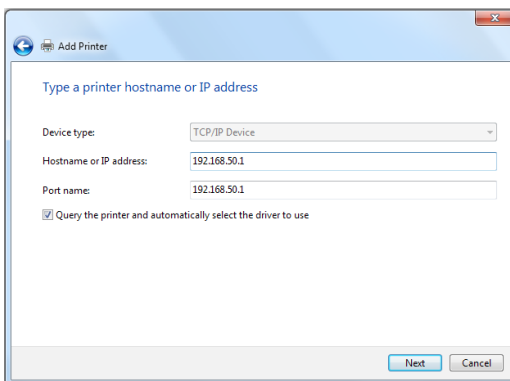 Add Printer
Type a printer hostname or IP address
Device type: TCP/IP Device
Hostname or IP address: 192.168.50.1
Port name: 192.168.50.1
Query the printer and automatically select the driver to use
Next Cancel